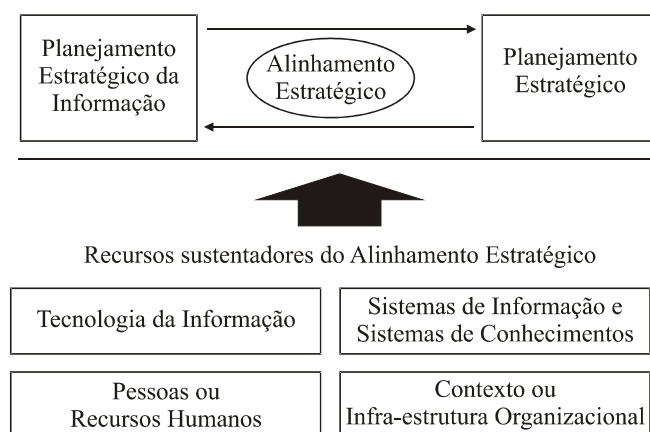 Planejamento
Estratégico da
Informação
Alinhamento
Estratégico
Planejamento
Estratégico
Recursos sustentadores do Alinhamento Estratégico
Tecnologia da Informação
Sistemas de Informação e
Sistemas de Conhecimentos
Pessoas ou
Recursos Humanos
Contexto ou
Infra-estrutura Organizacional